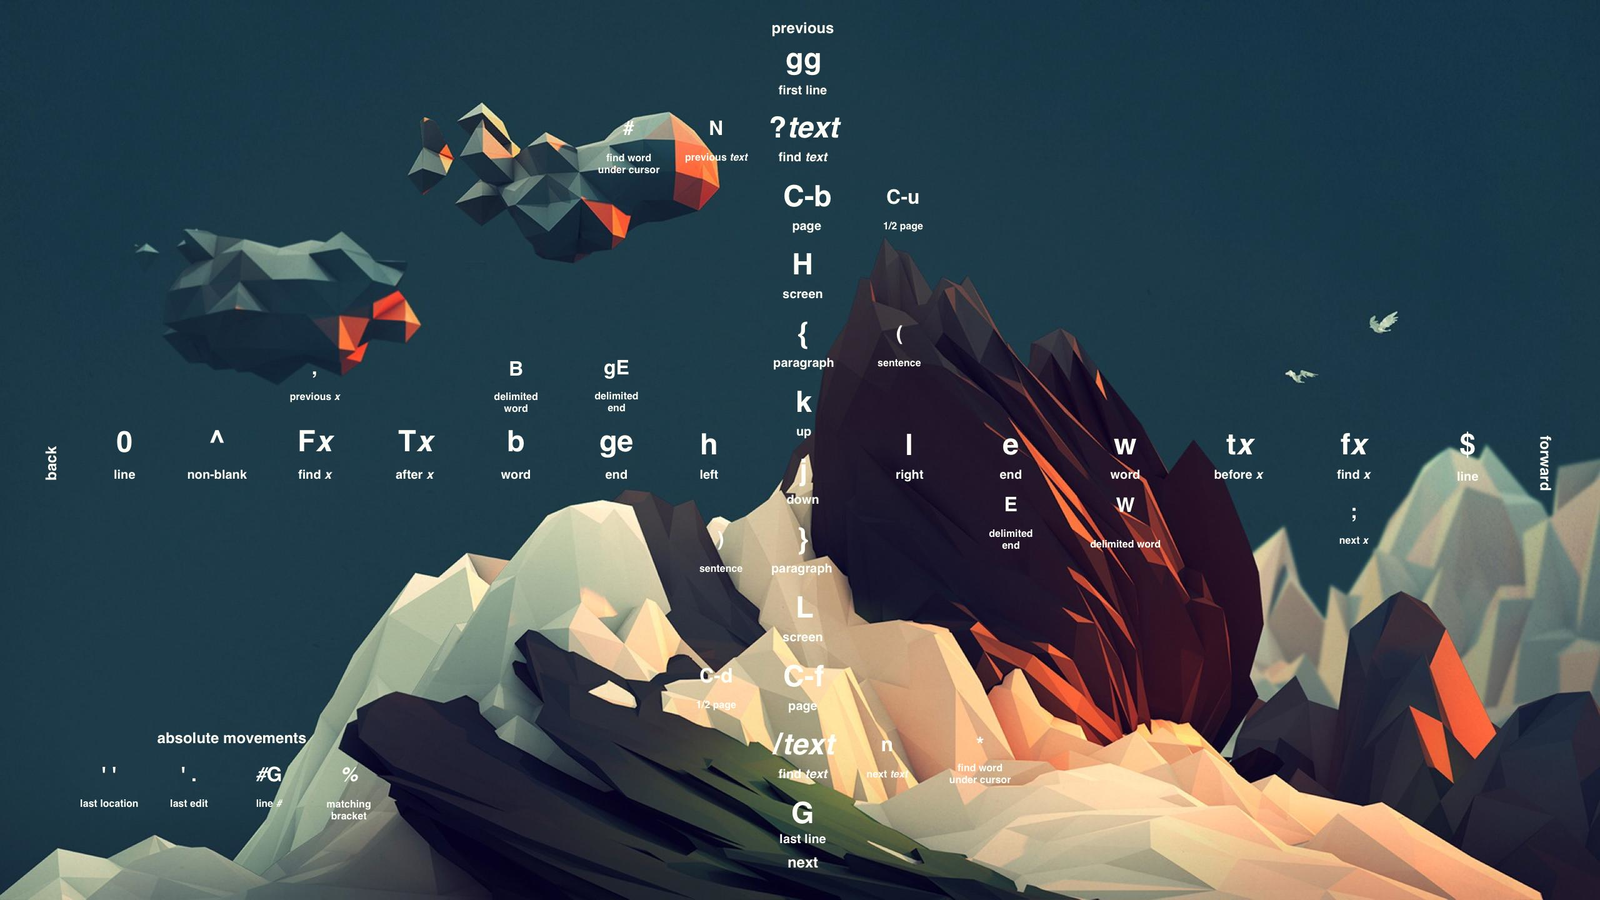 previous
gg
first line
?text
find text
#
find word
under cursor
N
previous text
C-b
page
C-u
1/2 page
H
screen
{
paragraph
(
sentence
,
previous x
B
delimited
word
gE
delimited
end
k
up
back
0
line
^
non-blank
Fx
find x
Tx
after x
b
word
ge
end
h
left
l
right
e
end
w
word
tx
before x
fx
find x
$
line
forward
j
down
E
delimited
end
W
delimited word
;
next x
)
sentence
}
paragraph
L
screen
C-d
1/2 page
C-f
page
/text
find text
n
next text
*
find word
under cursor
G
last line
next
absolute movements
' '
last location
' .
last edit
#G
line #
%
matching
bracket